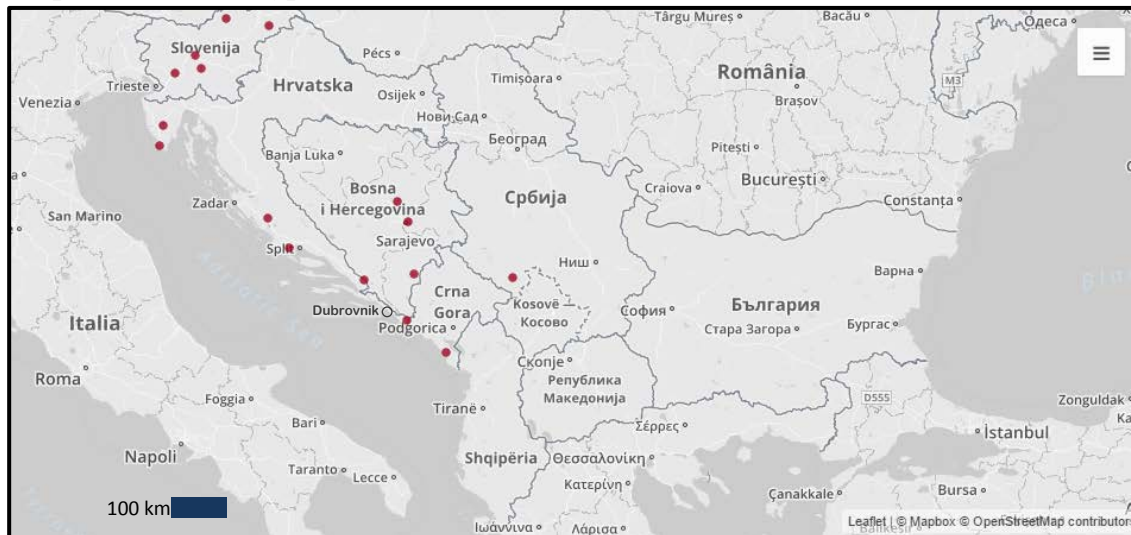 Târgu Mureș
Bacău
Одеса
Slovenija
Pécs
Timișoara
România
M3
Trieste
Hrvatska
Venezia
Osijek
Brașov
Нови Сад
Београд
Pitești
Banja Luka
București
Bosna
i Hercegovina
Craiova
Constanța
Србија
Zadar
San Marino
Sarajevo
Split
Ниш
Варна
Adriatic Sea
Crna
Gora
Kosovë —
Косово
България
Dubrovnik
София
Italia
Podgorica
Стара Загора
Бургас
Скопје
Roma
Република
Македонија
D555
Zonguldak
Foggia
Tiranë
Bari
Σέρρες
İstanbul
Napoli
Shqipëria
Θεσσαλονίκη
Taranto
Lecce
Κατερίνη
Çanakkale
Bursa
100 km
Ιωάννινα
Λάρισα
Leaflet | © Mapbox © OpenStreetMap contributors